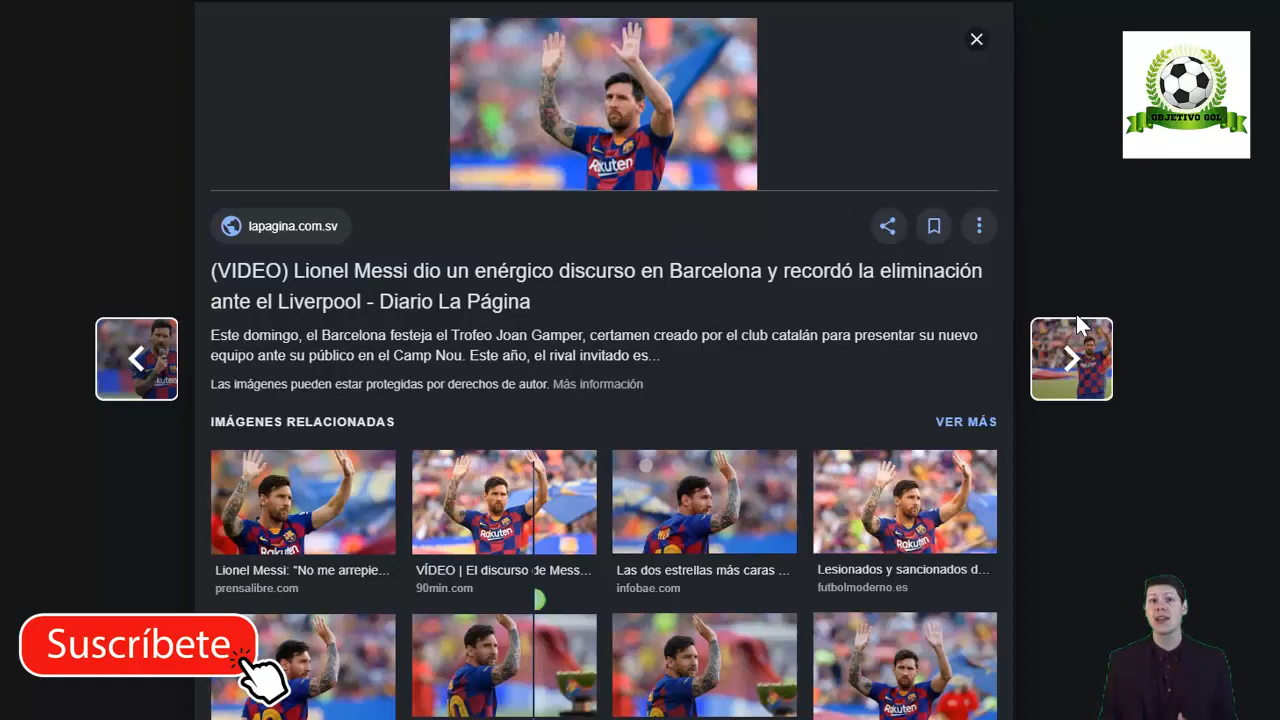 OBJETIVO GOL
Rakuten
lapagina.com.sv
(VIDEO) Lionel Messi dio un enérgico discurso en Barcelona y recordó la eliminación
ante el Liverpool - Diario La Página
Este domingo, el Barcelona festeja el Trofeo Joan Gamper, certamen creado por el club catalán para presentar su nuevo
equipo ante su público en el Camp Nou. Este año, el rival invitado es...
Las imágenes pueden estar protegidas por derechos de autor. Más información
IMÁGENES RELACIONADAS
VER MÁS
Rakuten
Rakuten
Rakuten
Lionel Messi: "No me arrepie...
VÍDEO | El discurso de Mess...
Las dos estrellas más caras ...
Lesionados y sancionados d...
prensalibre.com
90min.com
infobae.com
futbolmoderno.es
Suscríbete